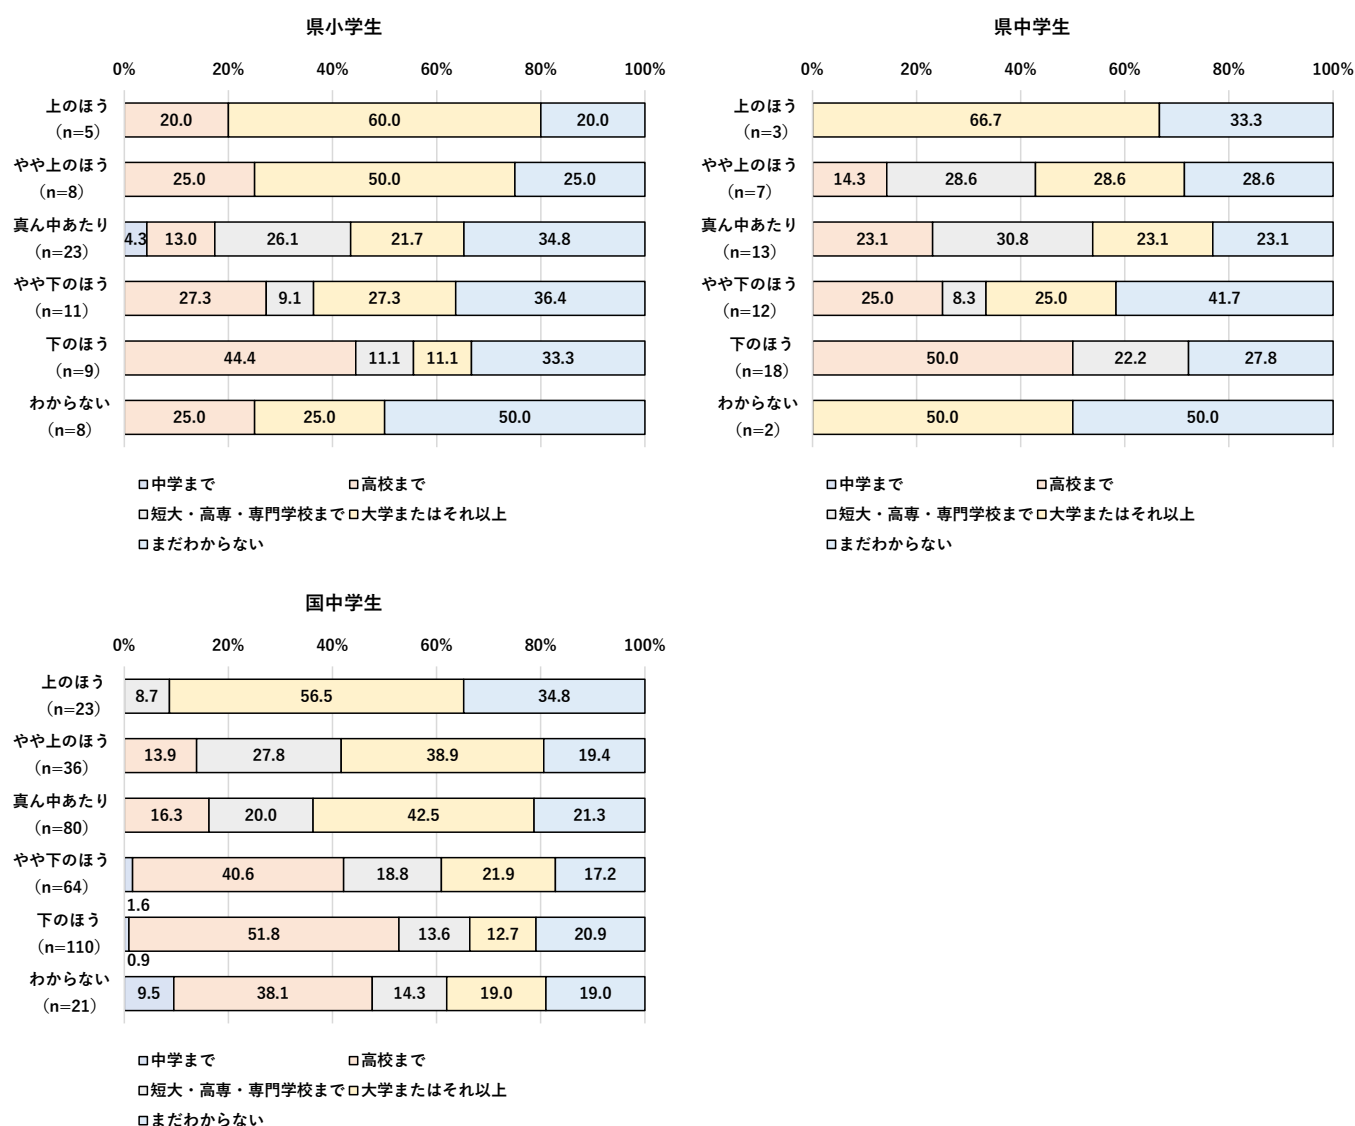 県小学生
0% 20% 40% 60% 80% 100%
上のほう
(n=5)
20.0 60.0 20.0
やや上のほう
(n=8)
25.0 50.0 25.0
真ん中あたり
(n=23)
4.3 13.0 26.1 21.7 34.8
やや下のほう
(n=11)
27.3 9.1 27.3 36.4
下のほう
(n=9)
44.4 11.1 11.1 33.3
わからない
(n=8)
25.0 25.0 50.0
中学まで 高校まで
短大・高専・専門学校まで 大学またはそれ以上
まだわからない
県中学生
0% 20% 40% 60% 80% 100%
上のほう
(n=3)
66.7 33.3
やや上のほう
(n=7)
14.3 28.6 28.6 28.6
真ん中あたり
(n=13)
23.1 30.8 23.1 23.1
やや下のほう
(n=12)
25.0 8.3 25.0 41.7
下のほう
(n=18)
50.0 22.2 27.8
わからない
(n=2)
50.0 50.0
中学まで 高校まで
短大・高専・専門学校まで 大学またはそれ以上
まだわからない
国中学生
0% 20% 40% 60% 80% 100%
上のほう
(n=23)
8.7 56.5 34.8
やや上のほう
(n=36)
13.9 27.8 38.9 19.4
真ん中あたり
(n=80)
16.3 20.0 42.5 21.3
やや下のほう
(n=64)
1.6 40.6 18.8 21.9 17.2
下のほう
(n=110)
0.9 51.8 13.6 12.7 20.9
わからない
(n=21)
9.5 38.1 14.3 19.0 19.0
中学まで 高校まで
短大・高専・専門学校まで 大学またはそれ以上
まだわからない